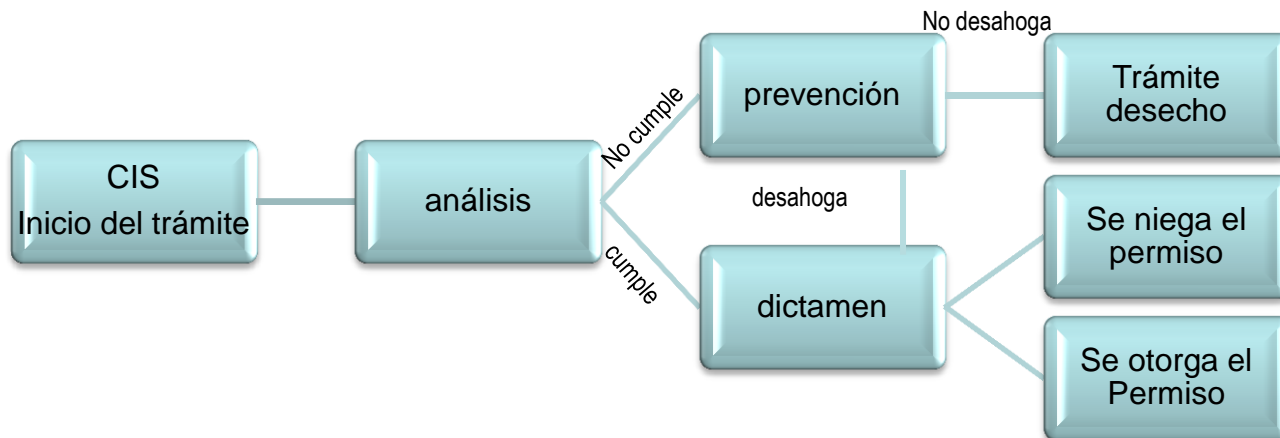 CIS
Inicio del trámite
análisis
No cumple
cumple
prevención
desahoga
dictamen
No desahoga
Trámite
desecho
Se niega el
permiso
Se otorga el
Permiso